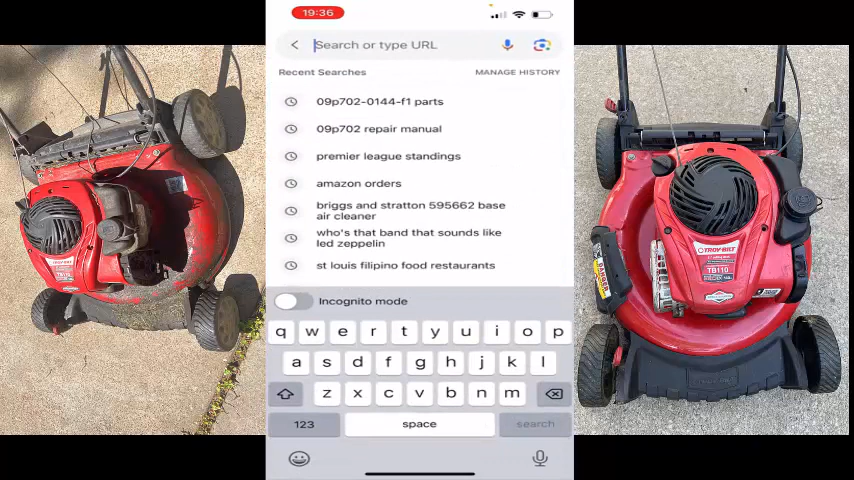 19:36
Search or type URL
Recent Searches
MANAGE HISTORY
09p702-0144-f1 parts
09p702 repair manual
premier league standings
amazon orders
briggs and stratton 595662 base
air cleaner
who's that band that sounds like
led zeppelin
st louis filipino food restaurants
Incognito mode
q w e r t y u i o p
a s d f g h j k l
z x c v b n m
123
space
search
DANGER
TROY-BILT
TB110